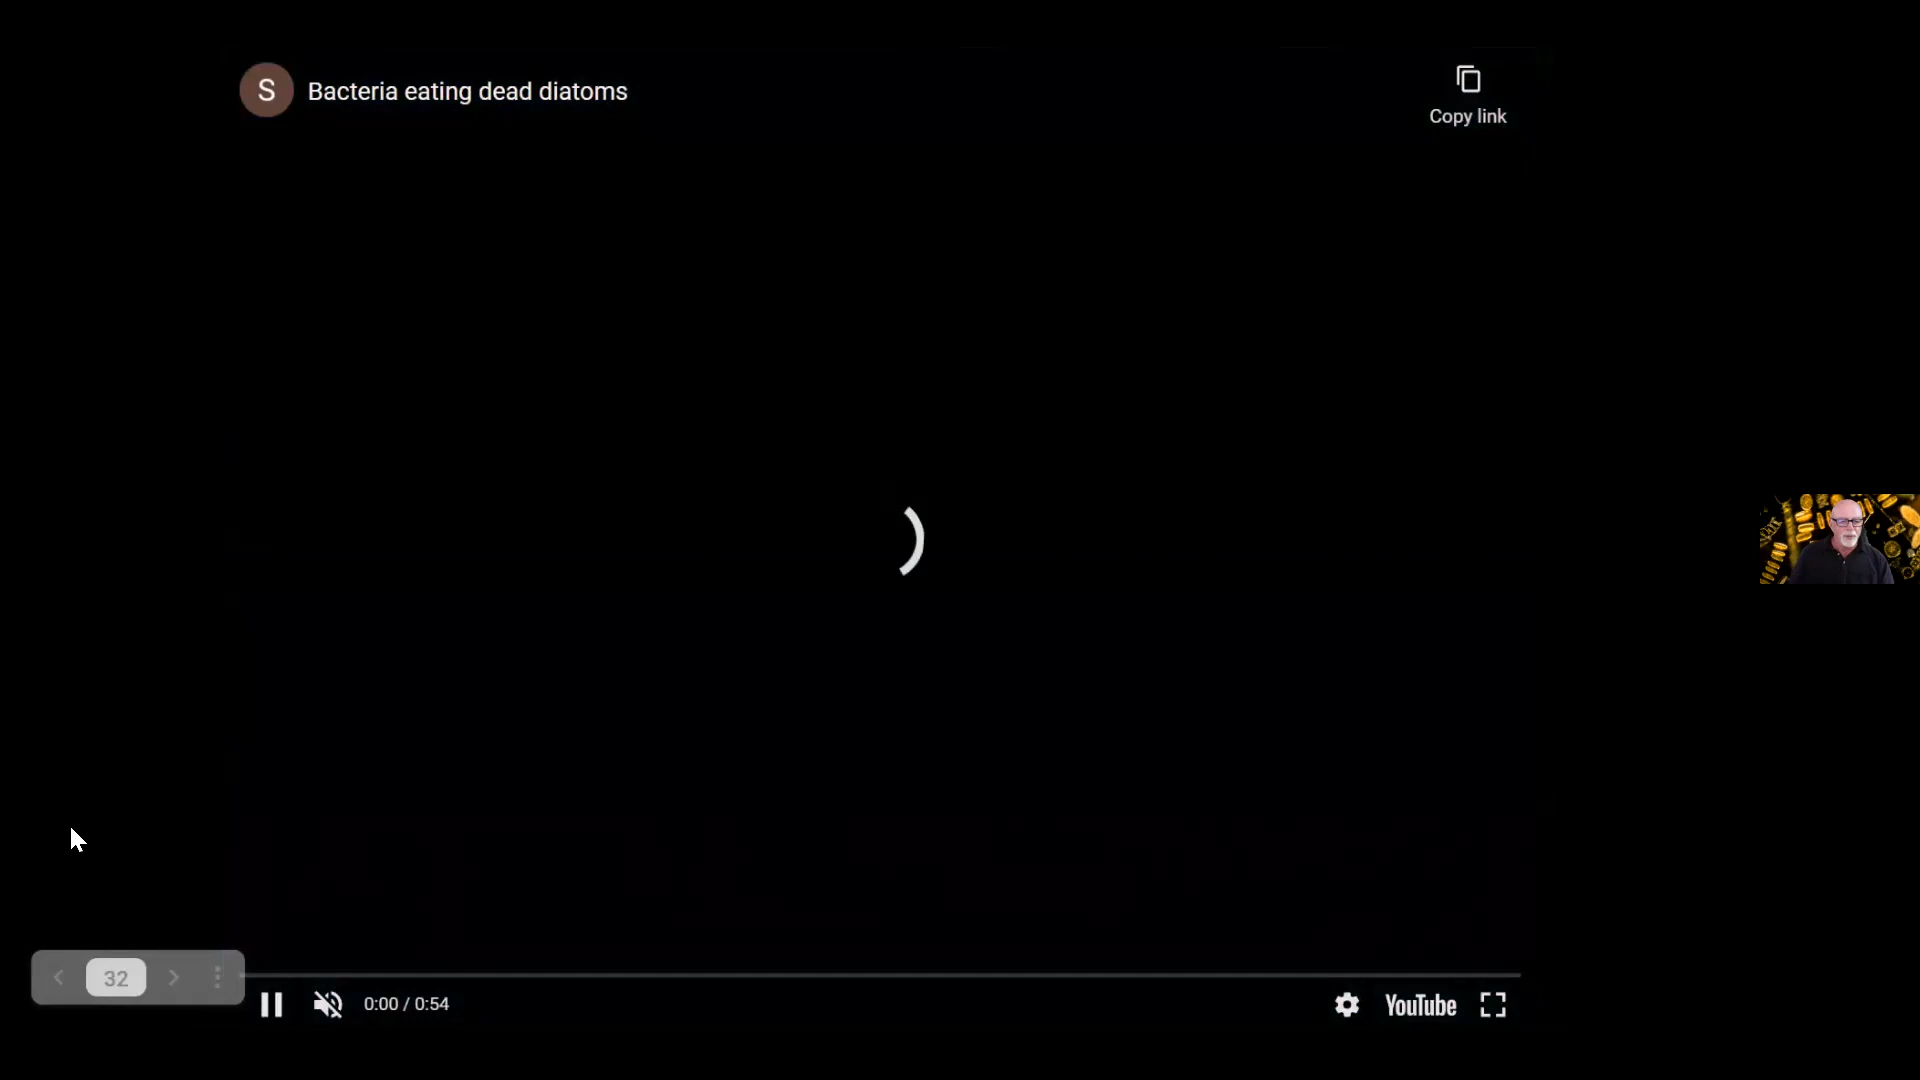 S
Bacteria eating dead diatoms
Copy link
32
0:00 / 0:54
YouTube